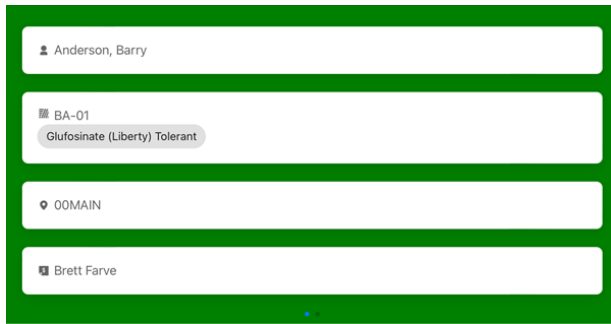 Anderson, Barry
BA-01
Glufosinate (Liberty) Tolerant
00MAIN
Brett Farve